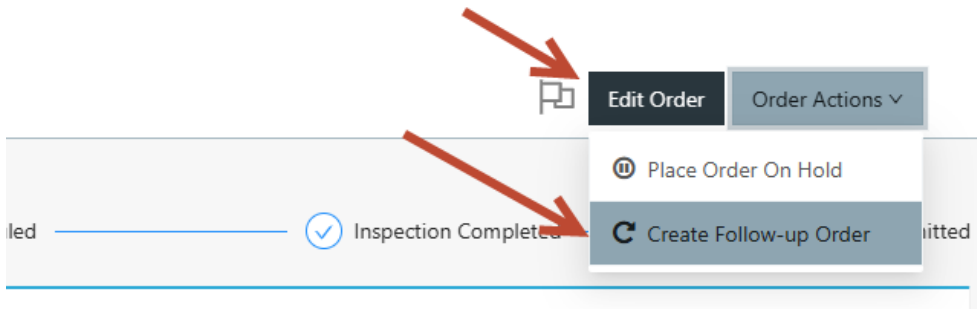 Edit Order
Order Actions
Place Order On Hold
led
Inspection Completed
Create Follow-up Order
itted